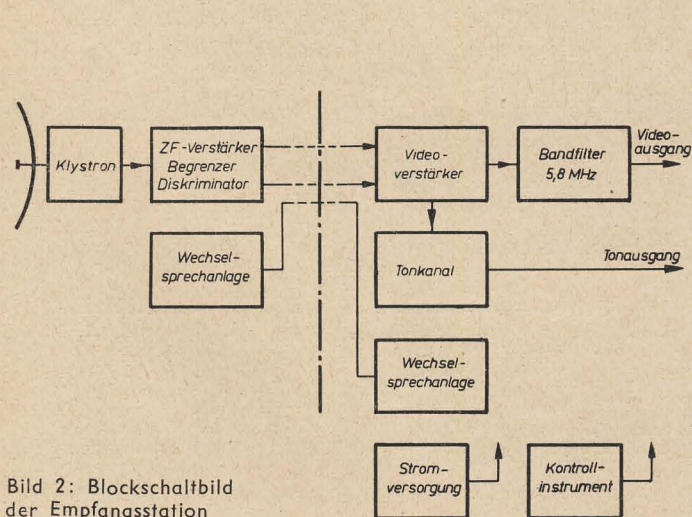 Klystron
ZF-Verstärker
Begrenzer
Diskriminator
Video-
verstärker
Bandfilter
5,8 MHz
Video-
ausgang
Wechsel-
sprechanlage
Tonkanal
Tonausgang
Wechsel-
sprechanlage
Strom-
versorgung
Kontroll-
instrument
Bild 2: Blockschaltbild
der Empfangsstation